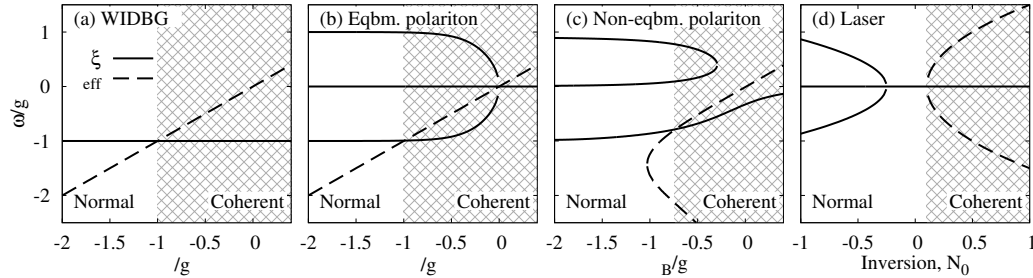 (a) WIDBG
(b) Eqbm. polariton
(c) Non-eqbm. polariton
(d) Laser
ω/g
1
0
-1
-2
ξ
eff
Normal
Coherent
Normal
Coherent
Normal
Coherent
Normal
Coherent
-2 -1.5 -1 -0.5 0
-2 -1.5 -1 -0.5 0
-2 -1.5 -1 -0.5 0
-1 -0.5 0 0.5 1
/g
/g
B/g
Inversion, N0